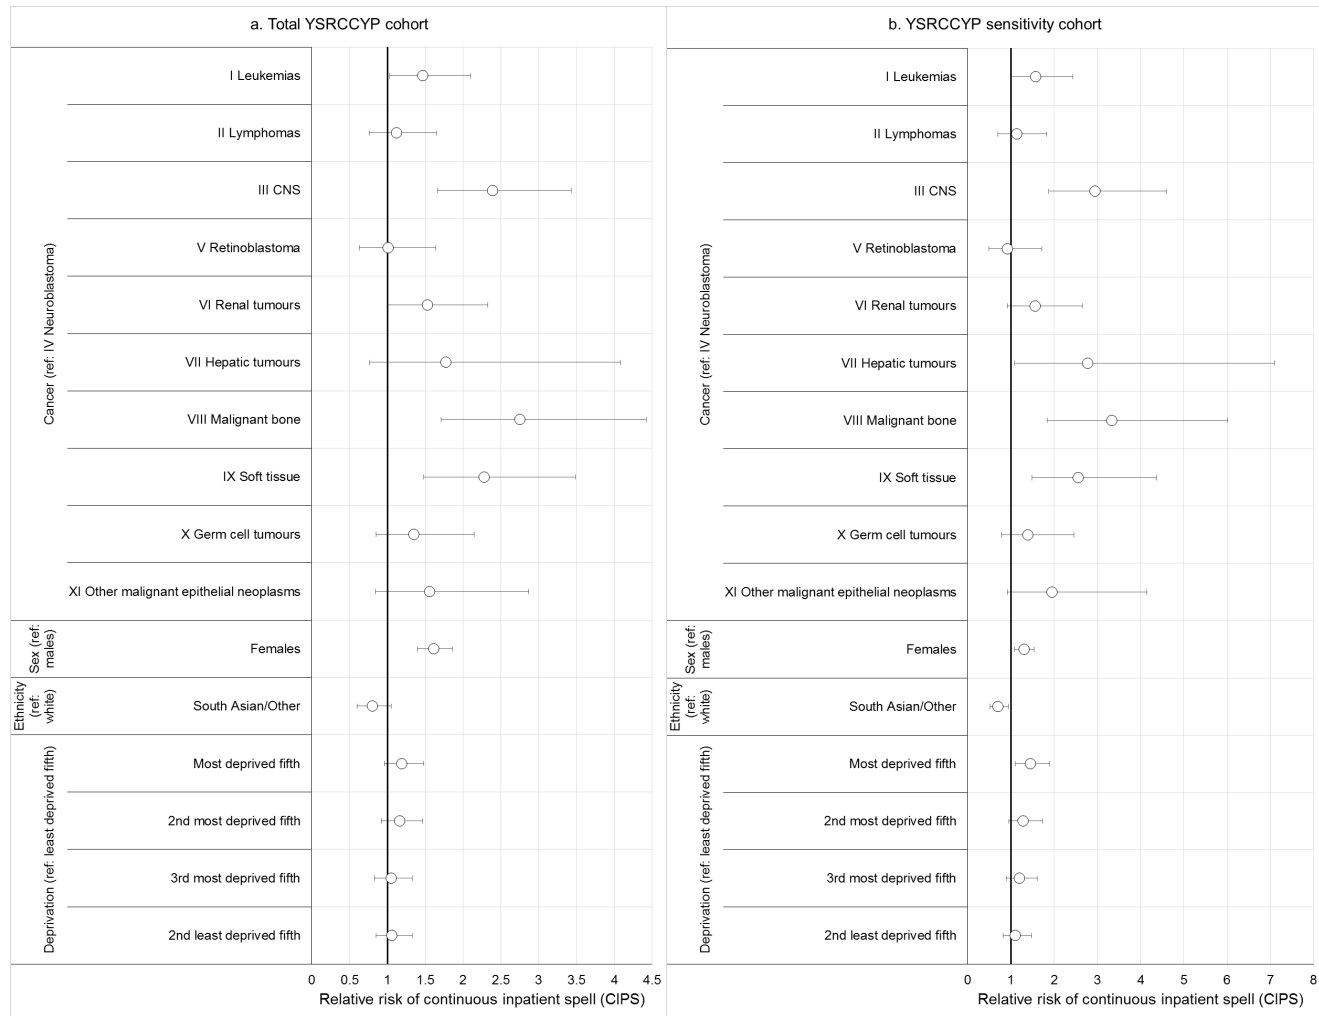 a. Total YSRCCYP cohort
Cancer (ref: IV Neuroblastoma)
I Leukemias
II Lymphomas
III CNS
V Retinoblastoma
VI Renal tumours
VII Hepatic tumours
VIII Malignant bone
IX Soft tissue
X Germ cell tumours
XI Other malignant epithelial neoplasms
Sex (ref:
males)
Females
Ethnicity
(ref:
white)
South Asian/Other
Deprivation (ref: least deprived fifth)
Most deprived fifth
2nd most deprived fifth
3rd most deprived fifth
2nd least deprived fifth
0 0.5 1 1.5 2 2.5 3 3.5 4 4.5
Relative risk of continuous inpatient spell (CIPS)
b. YSRCCYP sensitivity cohort
Cancer (ref: IV Neuroblastoma)
I Leukemias
II Lymphomas
III CNS
V Retinoblastoma
VI Renal tumours
VII Hepatic tumours
VIII Malignant bone
IX Soft tissue
X Germ cell tumours
XI Other malignant epithelial neoplasms
Sex (ref:
males)
Females
Ethnicity
(ref:
white)
South Asian/Other
Deprivation (ref: least deprived fifth)
Most deprived fifth
2nd most deprived fifth
3rd most deprived fifth
2nd least deprived fifth
0 1 2 3 4 5 6 7 8
Relative risk of continuous inpatient spell (CIPS)